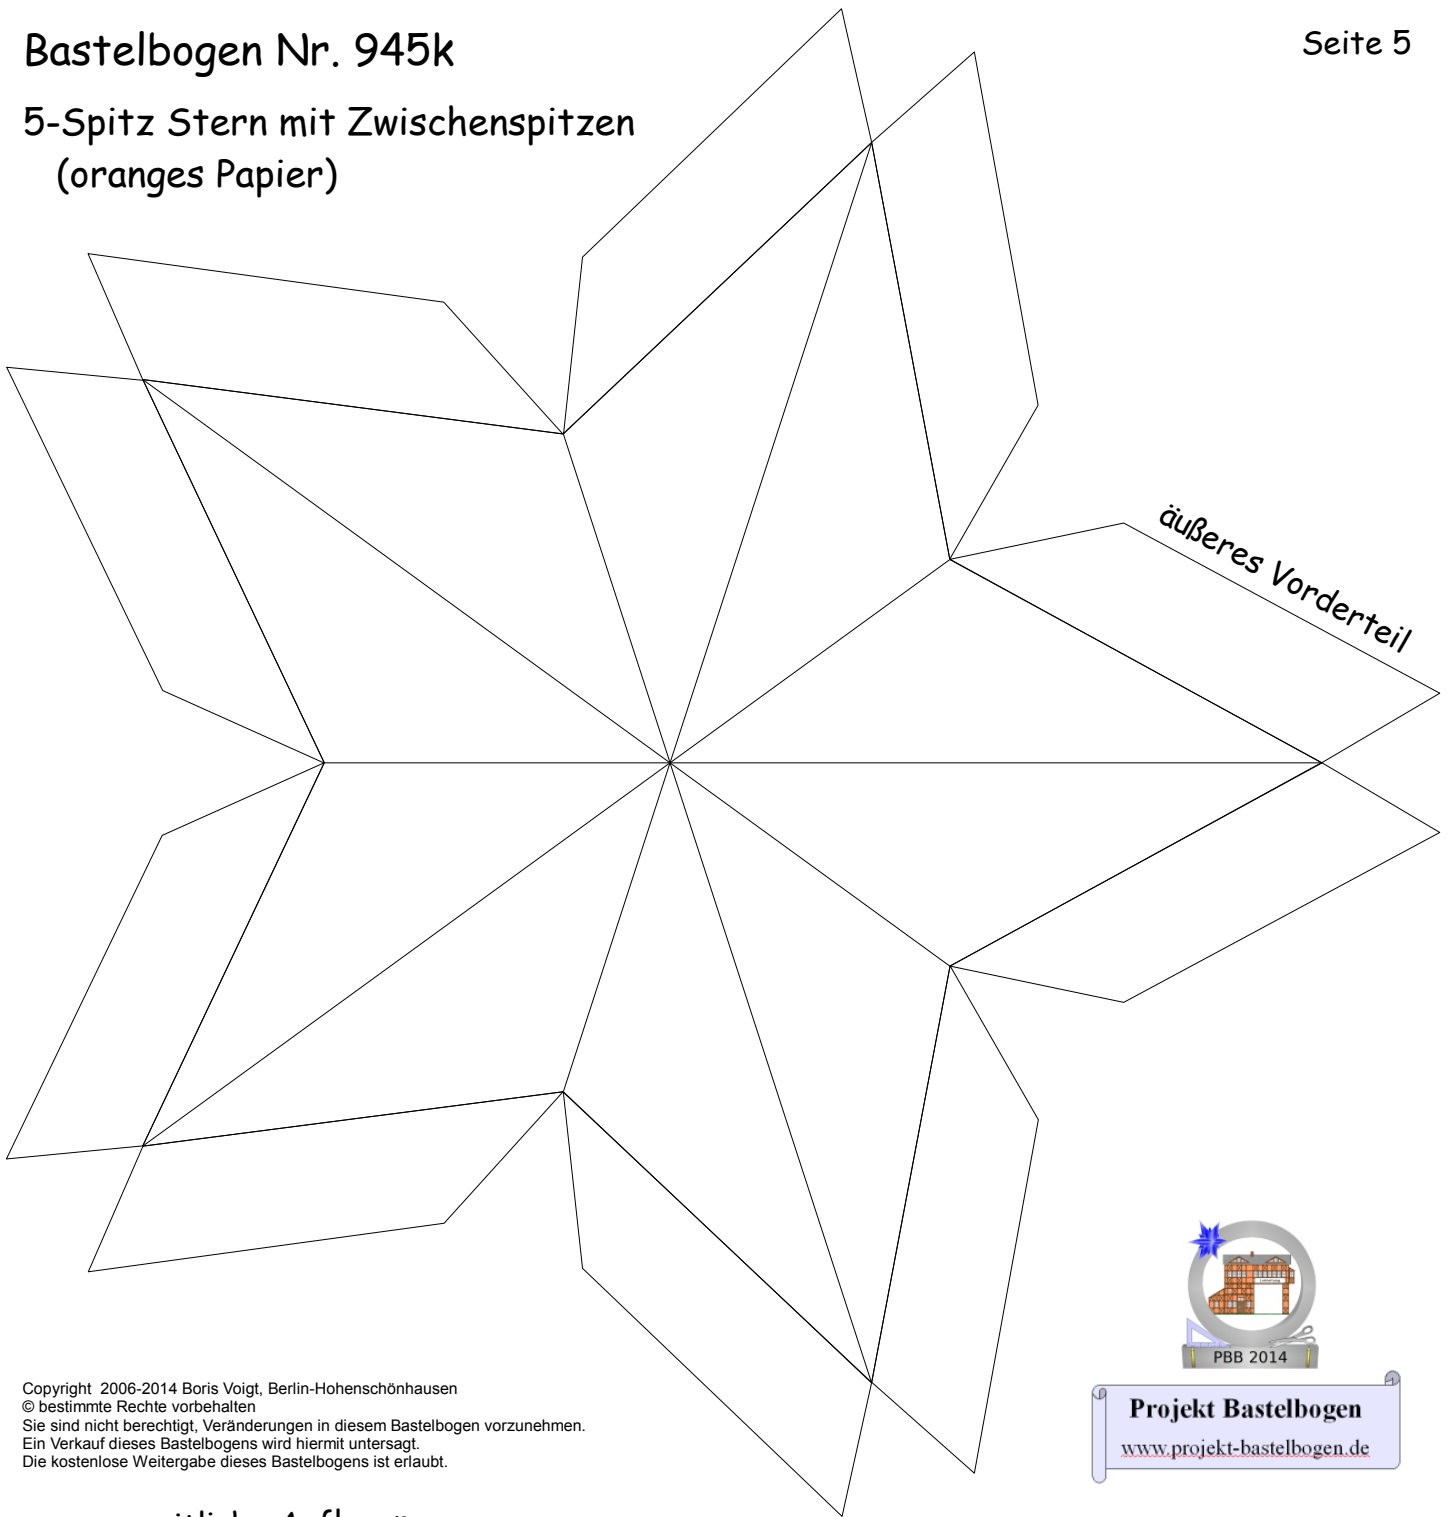 Bastelbogen Nr. 945k
Seite 5
5-Spitz Stern mit Zwischenspitzen
(oranges Papier)
äußeres Vorderteil
PBB 2014
Projekt Bastelbogen
www.projekt-bastelbogen.de
Copyright 2006-2014 Boris Voigt, Berlin-Hohenschönhausen
© bestimmte Rechte vorbehalten
Sie sind nicht berechtigt, Veränderungen in diesem Bastelbogen vorzunehmen.
Ein Verkauf dieses Bastelbogens wird hiermit untersagt.
Die kostenlose Weitergabe dieses Bastelbogens ist erlaubt.